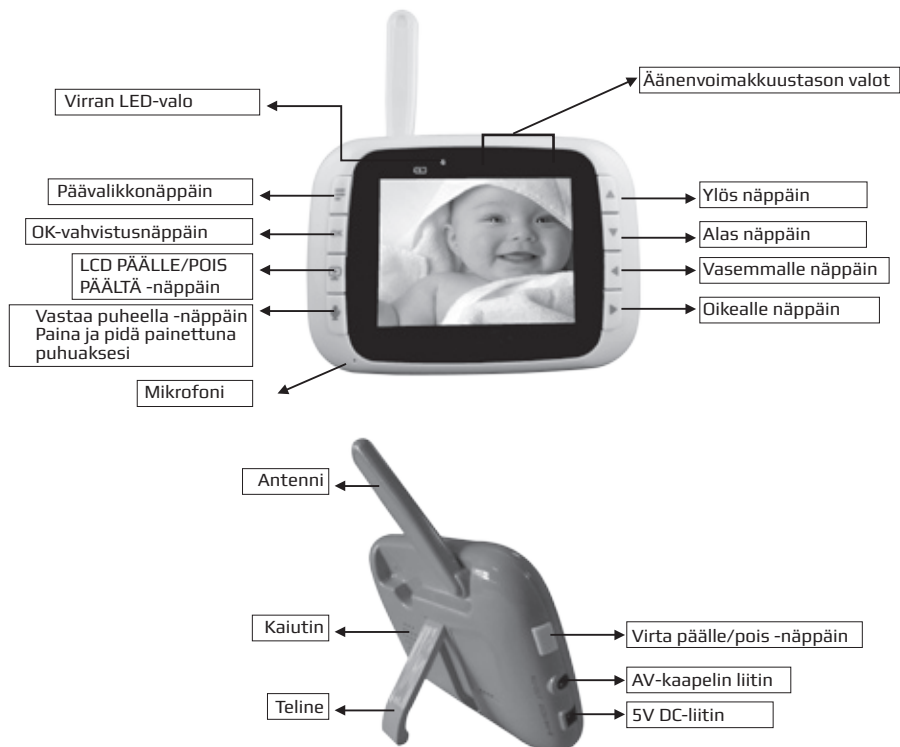 Äänenvoimakkuustason valot
Virran LED-valo
Päävalikkonäppäin
OK-vahvistusnäppäin
LCD PÄÄLLE/POIS
PÄÄLTÄ -näppäin
Vastaa puheella -näppäin
Paina ja pidä painettuna
puhuaksesi
Mikrofoni
Ylös näppäin
Alas näppäin
Vasemmalle näppäin
Oikealle näppäin
Antenni
Kaiutin
Teline
Virta päälle/pois -näppäin
AV-kaapelin liitin
5V DC-liitin